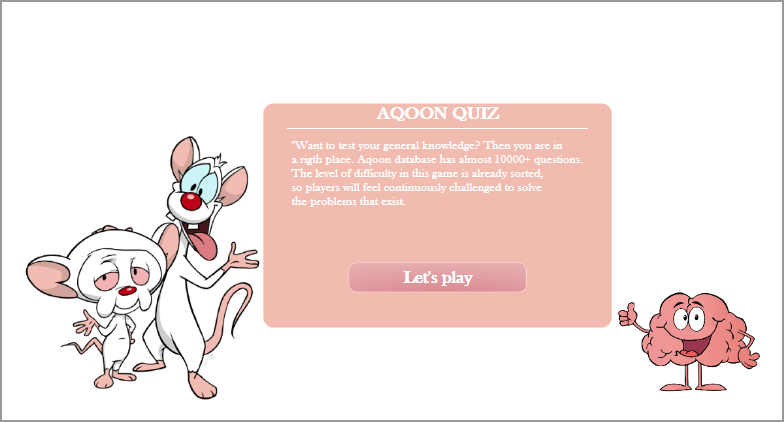 AQOON QUIZ
"Want to test your general knowledge? Then you are in
a rigth place. Aqoon database has almost 10000+ questions.
The level of difficulty in this game is already sorted,
so players will feel continuously challenged to solve
the problems that exist.
Let's play